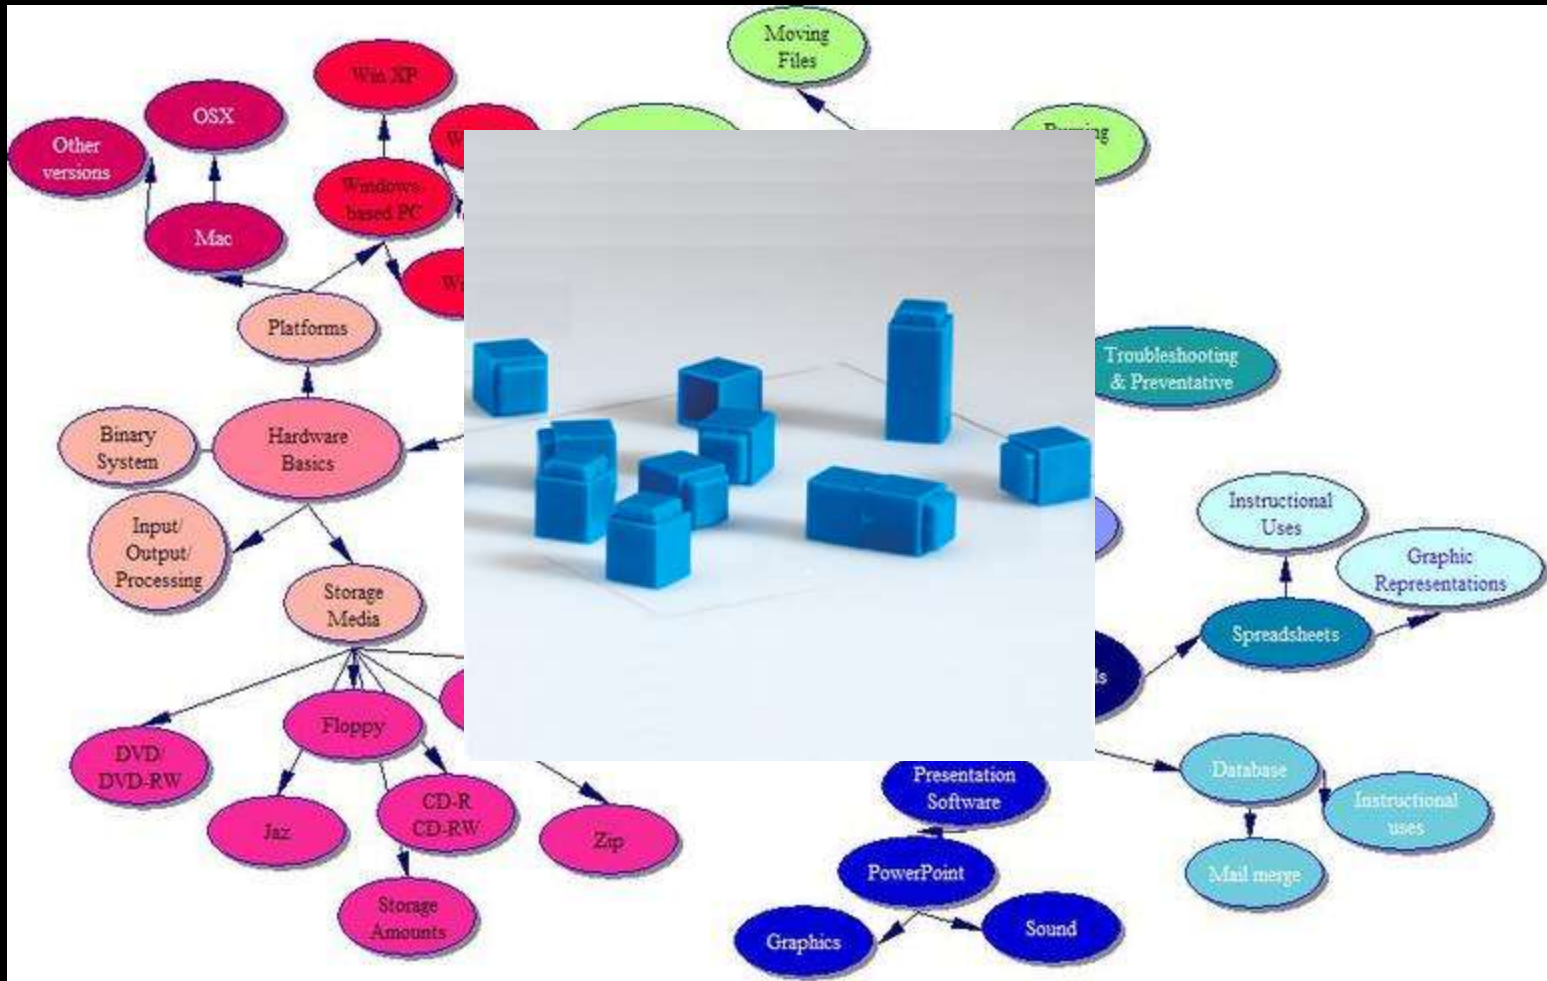 Moving
Files
Win XP
OSX
Other
versions
Windows-
based PC
Mac
Platforms
Troubleshooting
& Preventative
Binary
System
Hardware
Basics
Input/
Output/
Processing
Storage
Media
Instructional
Uses
Graphic
Representations
Spreadsheets
Floppy
DVD/
DVD-RW
Jaz
CD-R
CD-RW
Zip
Storage
Amounts
Presentation
Software
PowerPoint
Graphics
Sound
Database
Instructional
uses
Mail merge